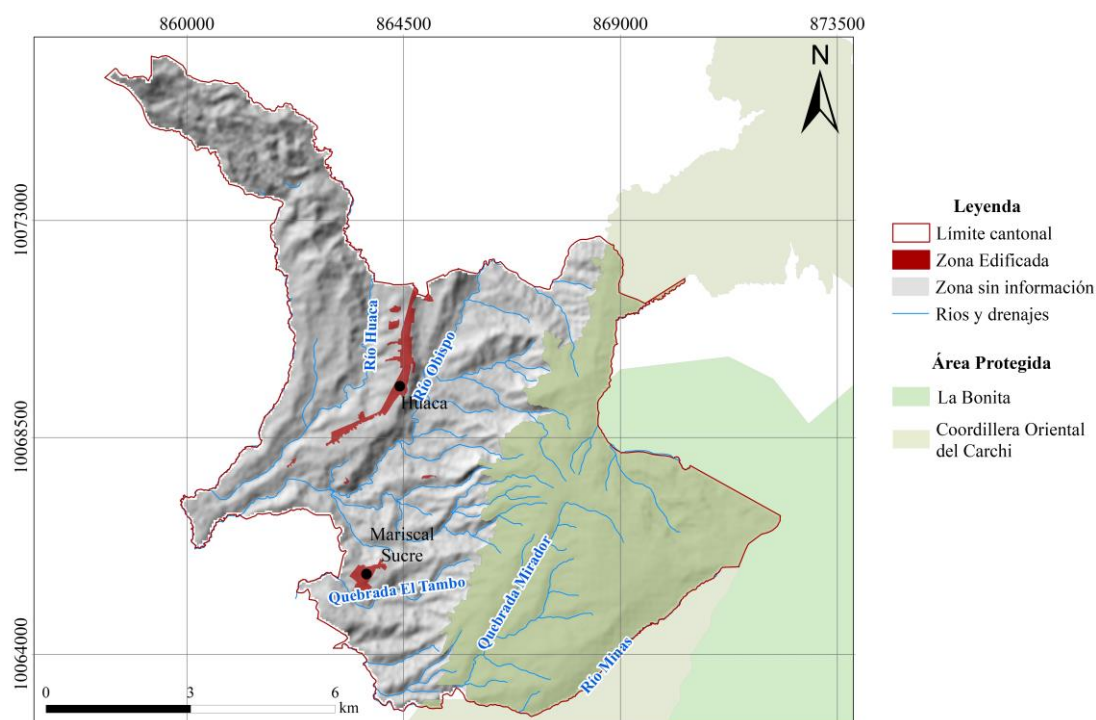 860000
864500
869000
873500
N
10073000
10068500
10064000
Río Huaca
Río Obispo
Huaca
Mariscal
Sucre
Quebrada El Tambo
Quebrada Mirador
Río Minas
0
3
6
km
Leyenda
Límite cantonal
Zona Edificada
Zona sin información
Rios y drenajes
Área Protegida
La Bonita
Coordillera Oriental
del Carchi